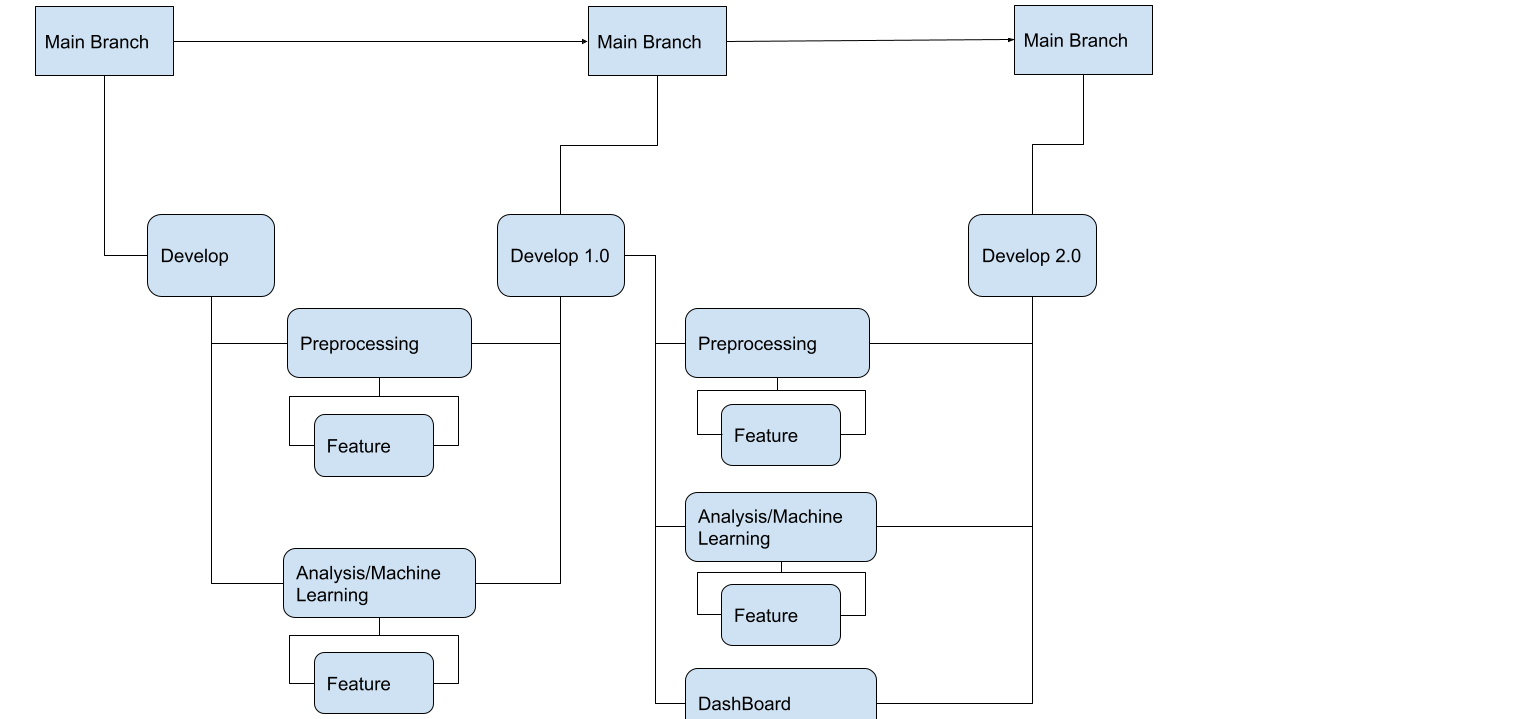 Main Branch
Main Branch
Main Branch
Develop
Develop 1.0
Develop 2.0
Preprocessing
Preprocessing
Feature
Feature
Analysis/Machine
Learning
Analysis/Machine
Learning
Feature
Feature
DashBoard